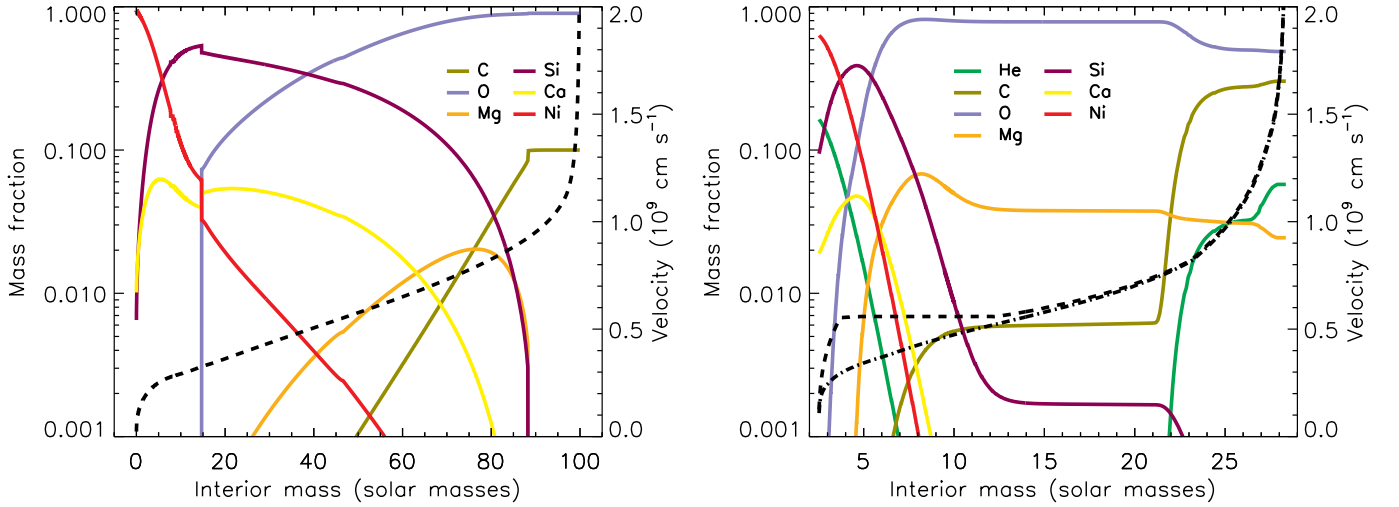 1.000
0.100
0.010
0.001
Mass fraction
C
O
Mg
Si
Ca
Ni
2.0
1.5
1.0
0.5
0.0
Velocity (10⁹ cm s⁻¹)
0 20 40 60 80 100
Interior mass (solar masses)
1.000
0.100
0.010
0.001
Mass fraction
He
C
O
Mg
Si
Ca
Ni
2.0
1.5
1.0
0.5
0.0
Velocity (10⁹ cm s⁻¹)
5 10 15 20 25
Interior mass (solar masses)